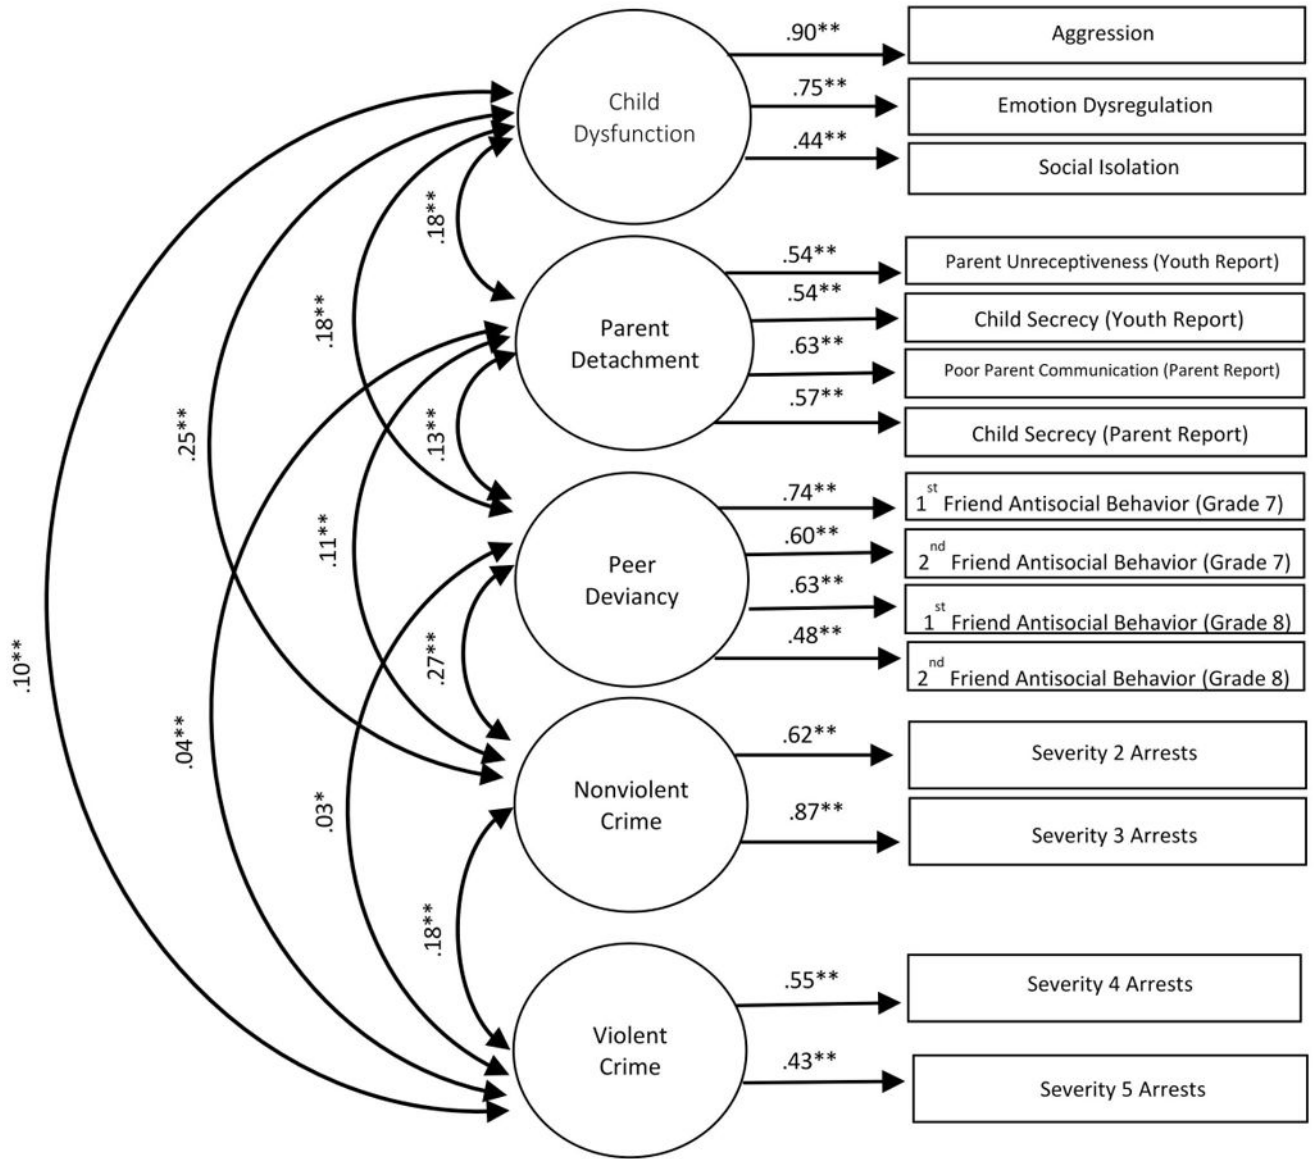 .90**
Aggression
Child
Dysfunction
.75**
Emotion Dysregulation
.44**
Social Isolation
.18**
.54**
Parent Unreceptiveness (Youth Report)
.54**
Child Secrecy (Youth Report)
Parent
Detachment
.63**
Poor Parent Communication (Parent Report)
.57**
Child Secrecy (Parent Report)
.18**
.25**
.13**
.74**
1st Friend Antisocial Behavior (Grade 7)
.60**
2nd Friend Antisocial Behavior (Grade 7)
Peer
Deviancy
.63**
1st Friend Antisocial Behavior (Grade 8)
.48**
2nd Friend Antisocial Behavior (Grade 8)
.11**
.27**
.10**
.04**
.03*
.62**
Severity 2 Arrests
Nonviolent
Crime
.87**
Severity 3 Arrests
.18**
.55**
Severity 4 Arrests
Violent
Crime
.43**
Severity 5 Arrests